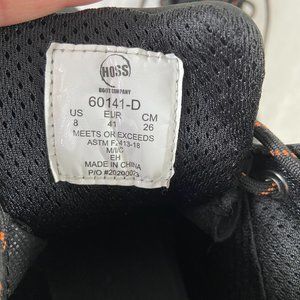 HOSS
BOOT COMPANY
60141-D
US EUR CM
8 41 26
MEETS OR EXCEEDS
ASTM F2413-18
M/I/C
EH
MADE IN CHINA